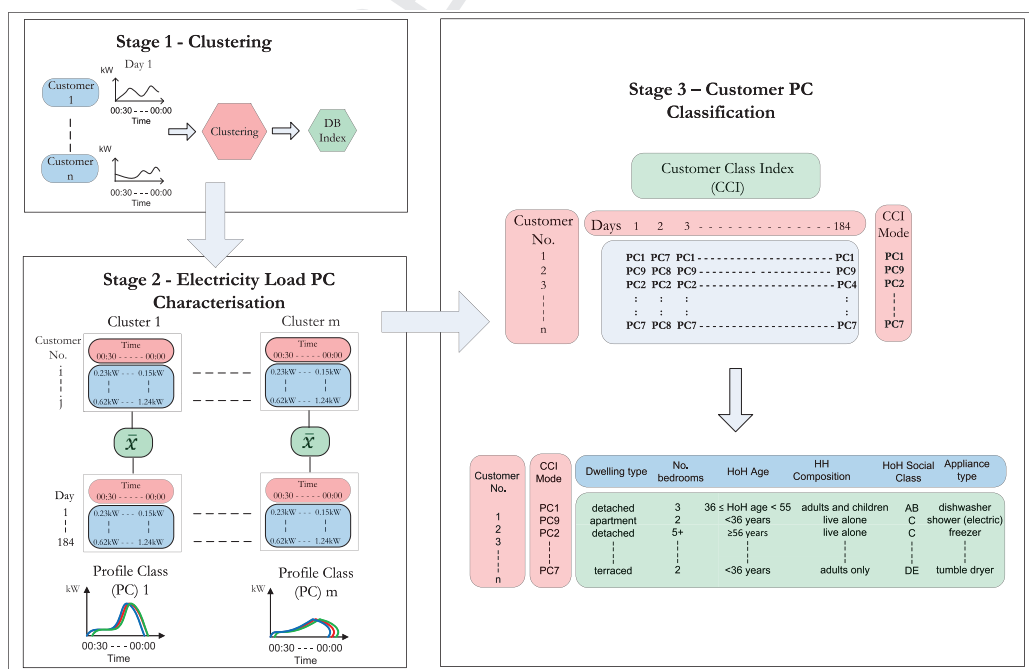 Stage 1 - Clustering
kW
Day 1
Customer
1
00:30 - - - 00:00
Time
Customer
n
kW
00:30 - - - 00:00
Time
Clustering
DB
Index
Stage 2 - Electricity Load PC
Characterisation
Cluster 1
Cluster m
Customer
No.
i
j
Time
00:30 - - - - - 00:00
0.23kW - - - 0.15kW
0.62kW - - - 1.24kW
Time
00:30 - - - - - 00:00
0.23kW - - - 0.15kW
0.62kW - - - 1.24kW
x̄
x̄
Day
1
184
Time
00:30 - - - - - 00:00
0.23kW - - - 0.15kW
0.62kW - - - 1.24kW
Time
00:30 - - - - - 00:00
0.23kW - - - 0.15kW
0.62kW - - - 1.24kW
Profile Class
(PC) 1
kW
00:30 - - - 00:00
Time
Profile Class
(PC) m
kW
00:30 - - - 00:00
Time
Stage 3 – Customer PC
Classification
Customer Class Index
(CCI)
Customer
No.
1
2
3
n
Days 1 2 3 - - - - - - - - - - - - - - - - 184
PC1 PC7 PC1 - - - - - - - - - - - - - - - - PC1
PC9 PC8 PC9 - - - - - - - - - - - - - - - - PC9
PC2 PC2 PC2 - - - - - - - - - - - - - - - - PC4
: : : :
PC7 PC8 PC7 - - - - - - - - - - - - - - - - PC7
CCI
Mode
PC1
PC9
PC2
PC7
Customer
No.
1
2
3
n
CCI
Mode
PC1
PC9
PC2
PC7
Dwelling type No. bedrooms HoH Age HH Composition HoH Social Class Appliance type
detached 3 36 ≤ HoH age < 55 adults and children AB dishwasher
apartment 2 <36 years live alone C shower (electric)
detached 5+ ≥56 years live alone C freezer
terraced 2 <36 years adults only DE tumble dryer